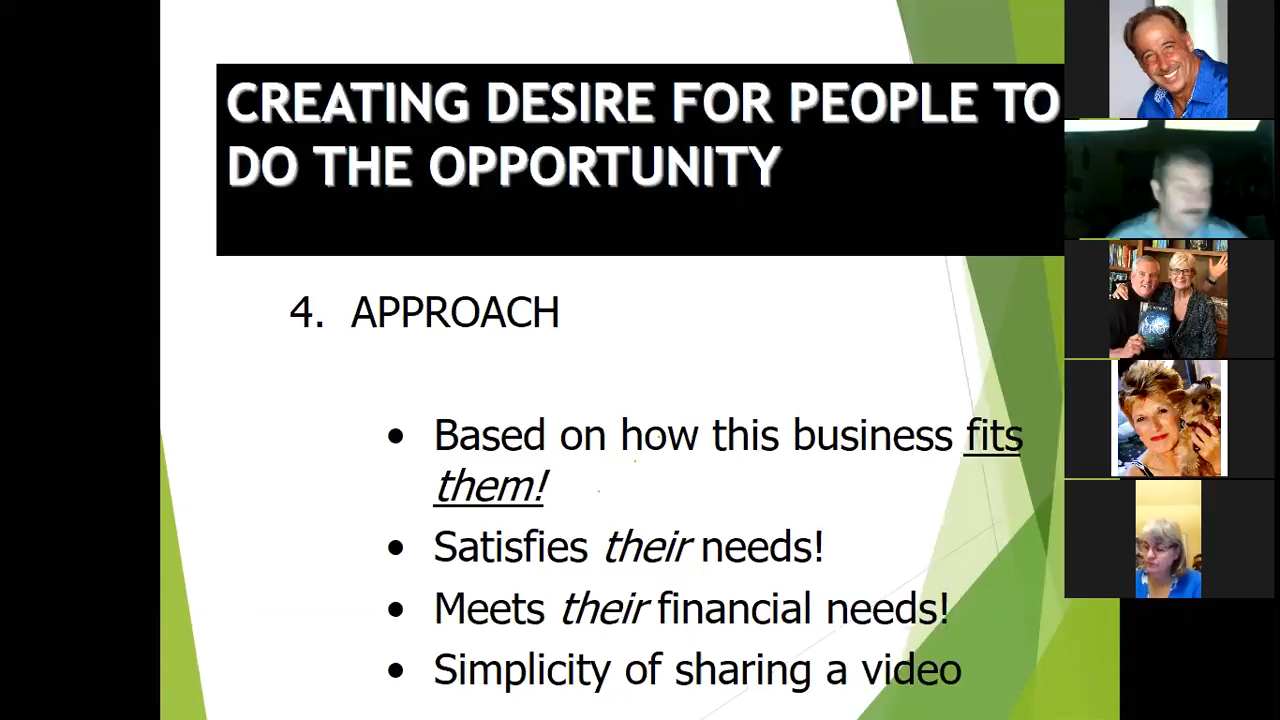 CREATING DESIRE FOR PEOPLE TO
DO THE OPPORTUNITY
4. APPROACH
• Based on how this business fits
them!
• Satisfies their needs!
• Meets their financial needs!
• Simplicity of sharing a video